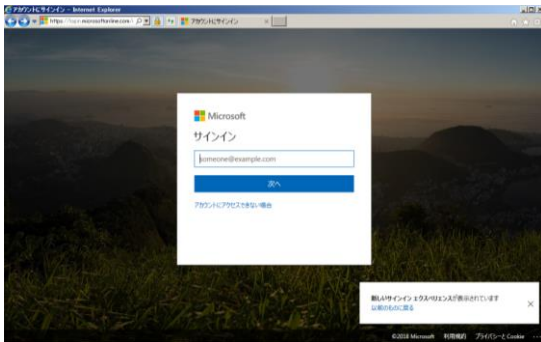 アカウントにサインイン - Internet Explorer
https://login.microsoftonline.com/
アカウントにサインイン
Microsoft
サインイン
someone@example.com
次へ
アカウントにアクセスできない場合
新しいサインイン エクスペリエンスが表示されています
以前のものに戻る
©2018 Microsoft 利用規約 プライバシーと Cookie ...